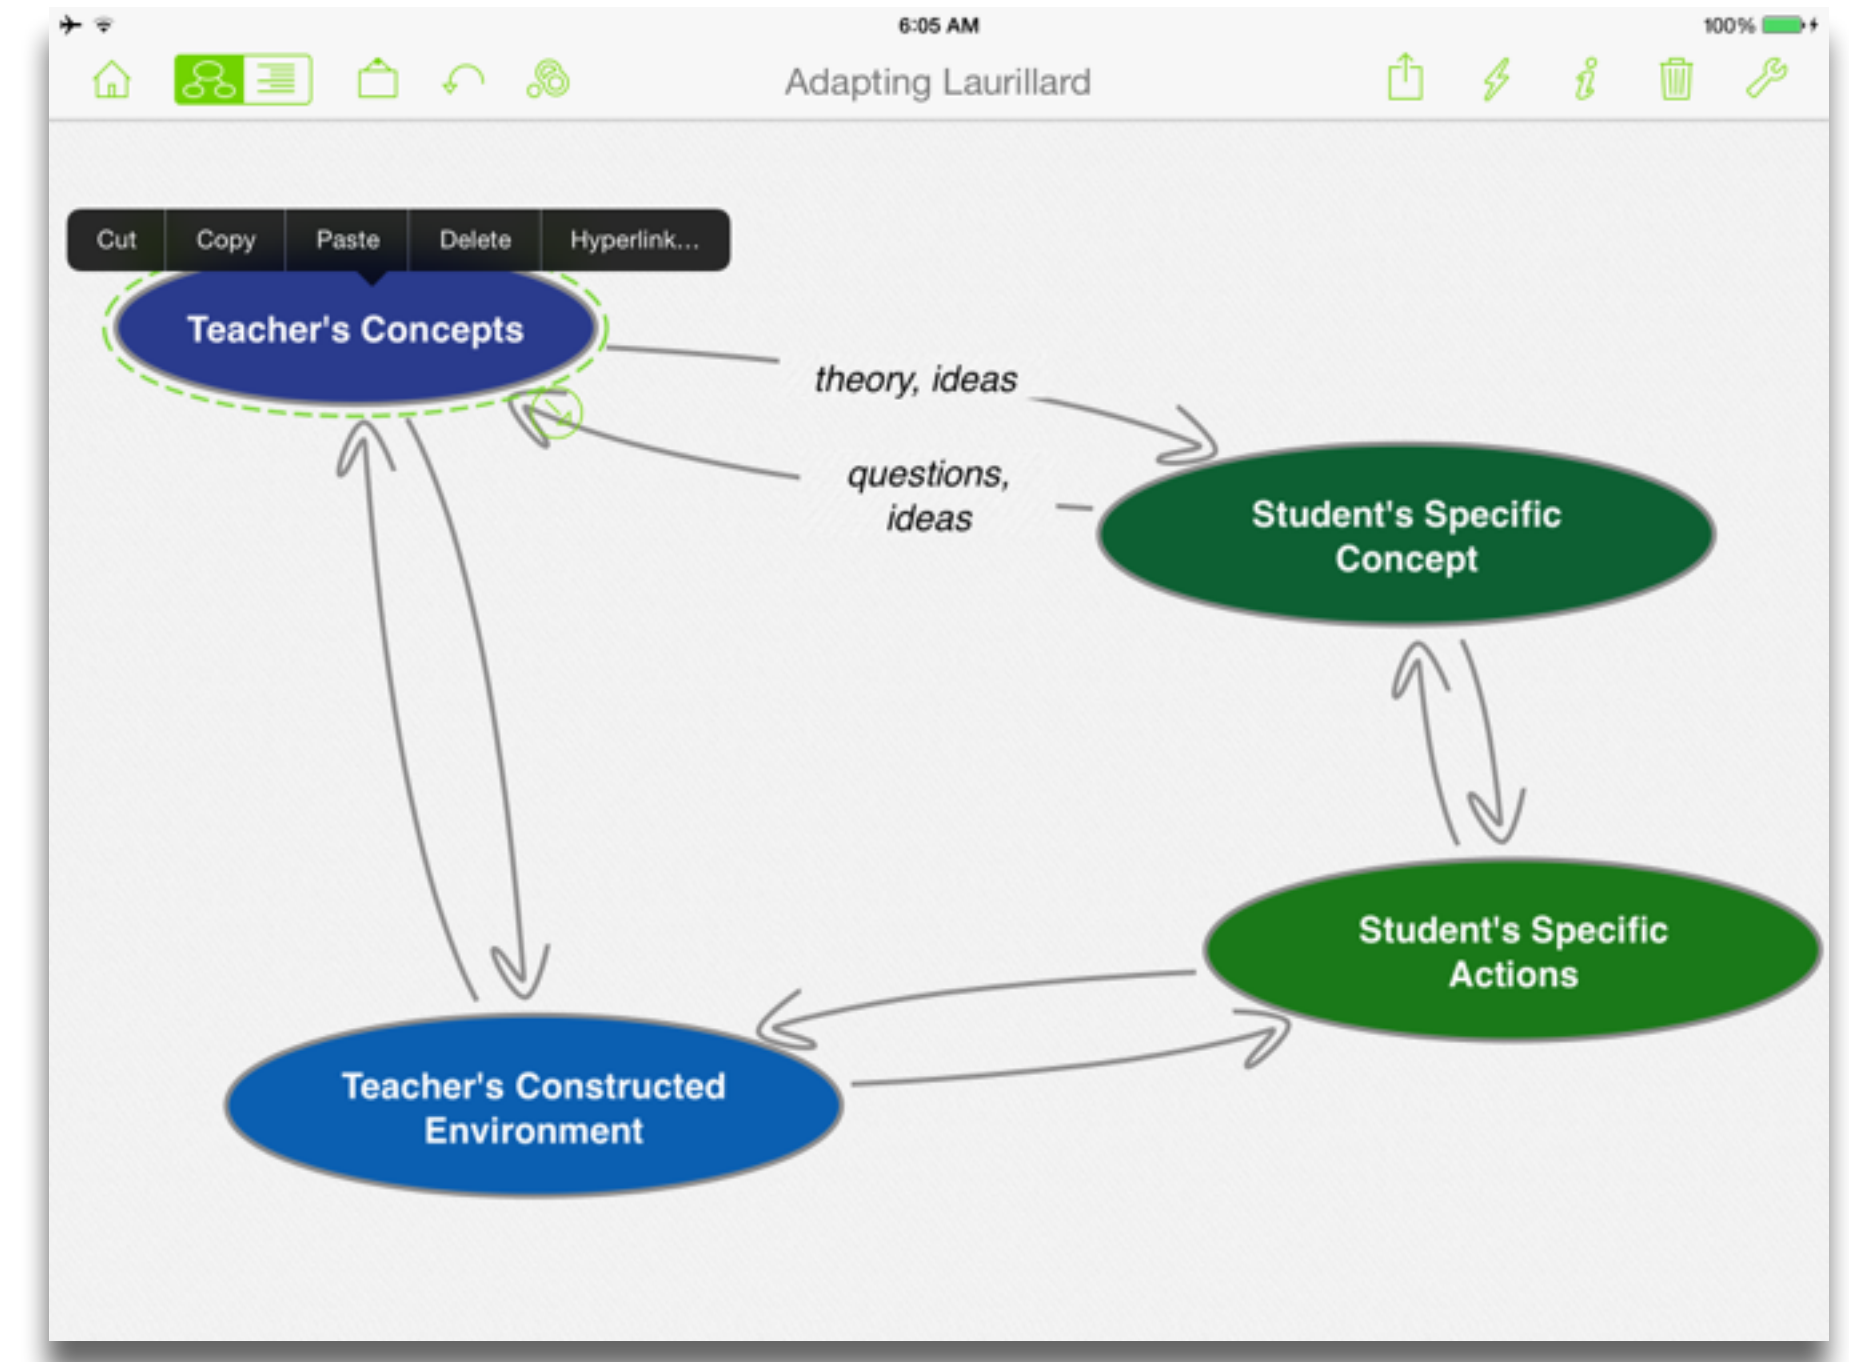 6:05 AM
100%
Adapting Laurillard
Cut Copy Paste Delete Hyperlink...
Teacher's Concepts
theory, ideas
questions,
ideas
Student's Specific
Concept
Student's Specific
Actions
Teacher's Constructed
Environment